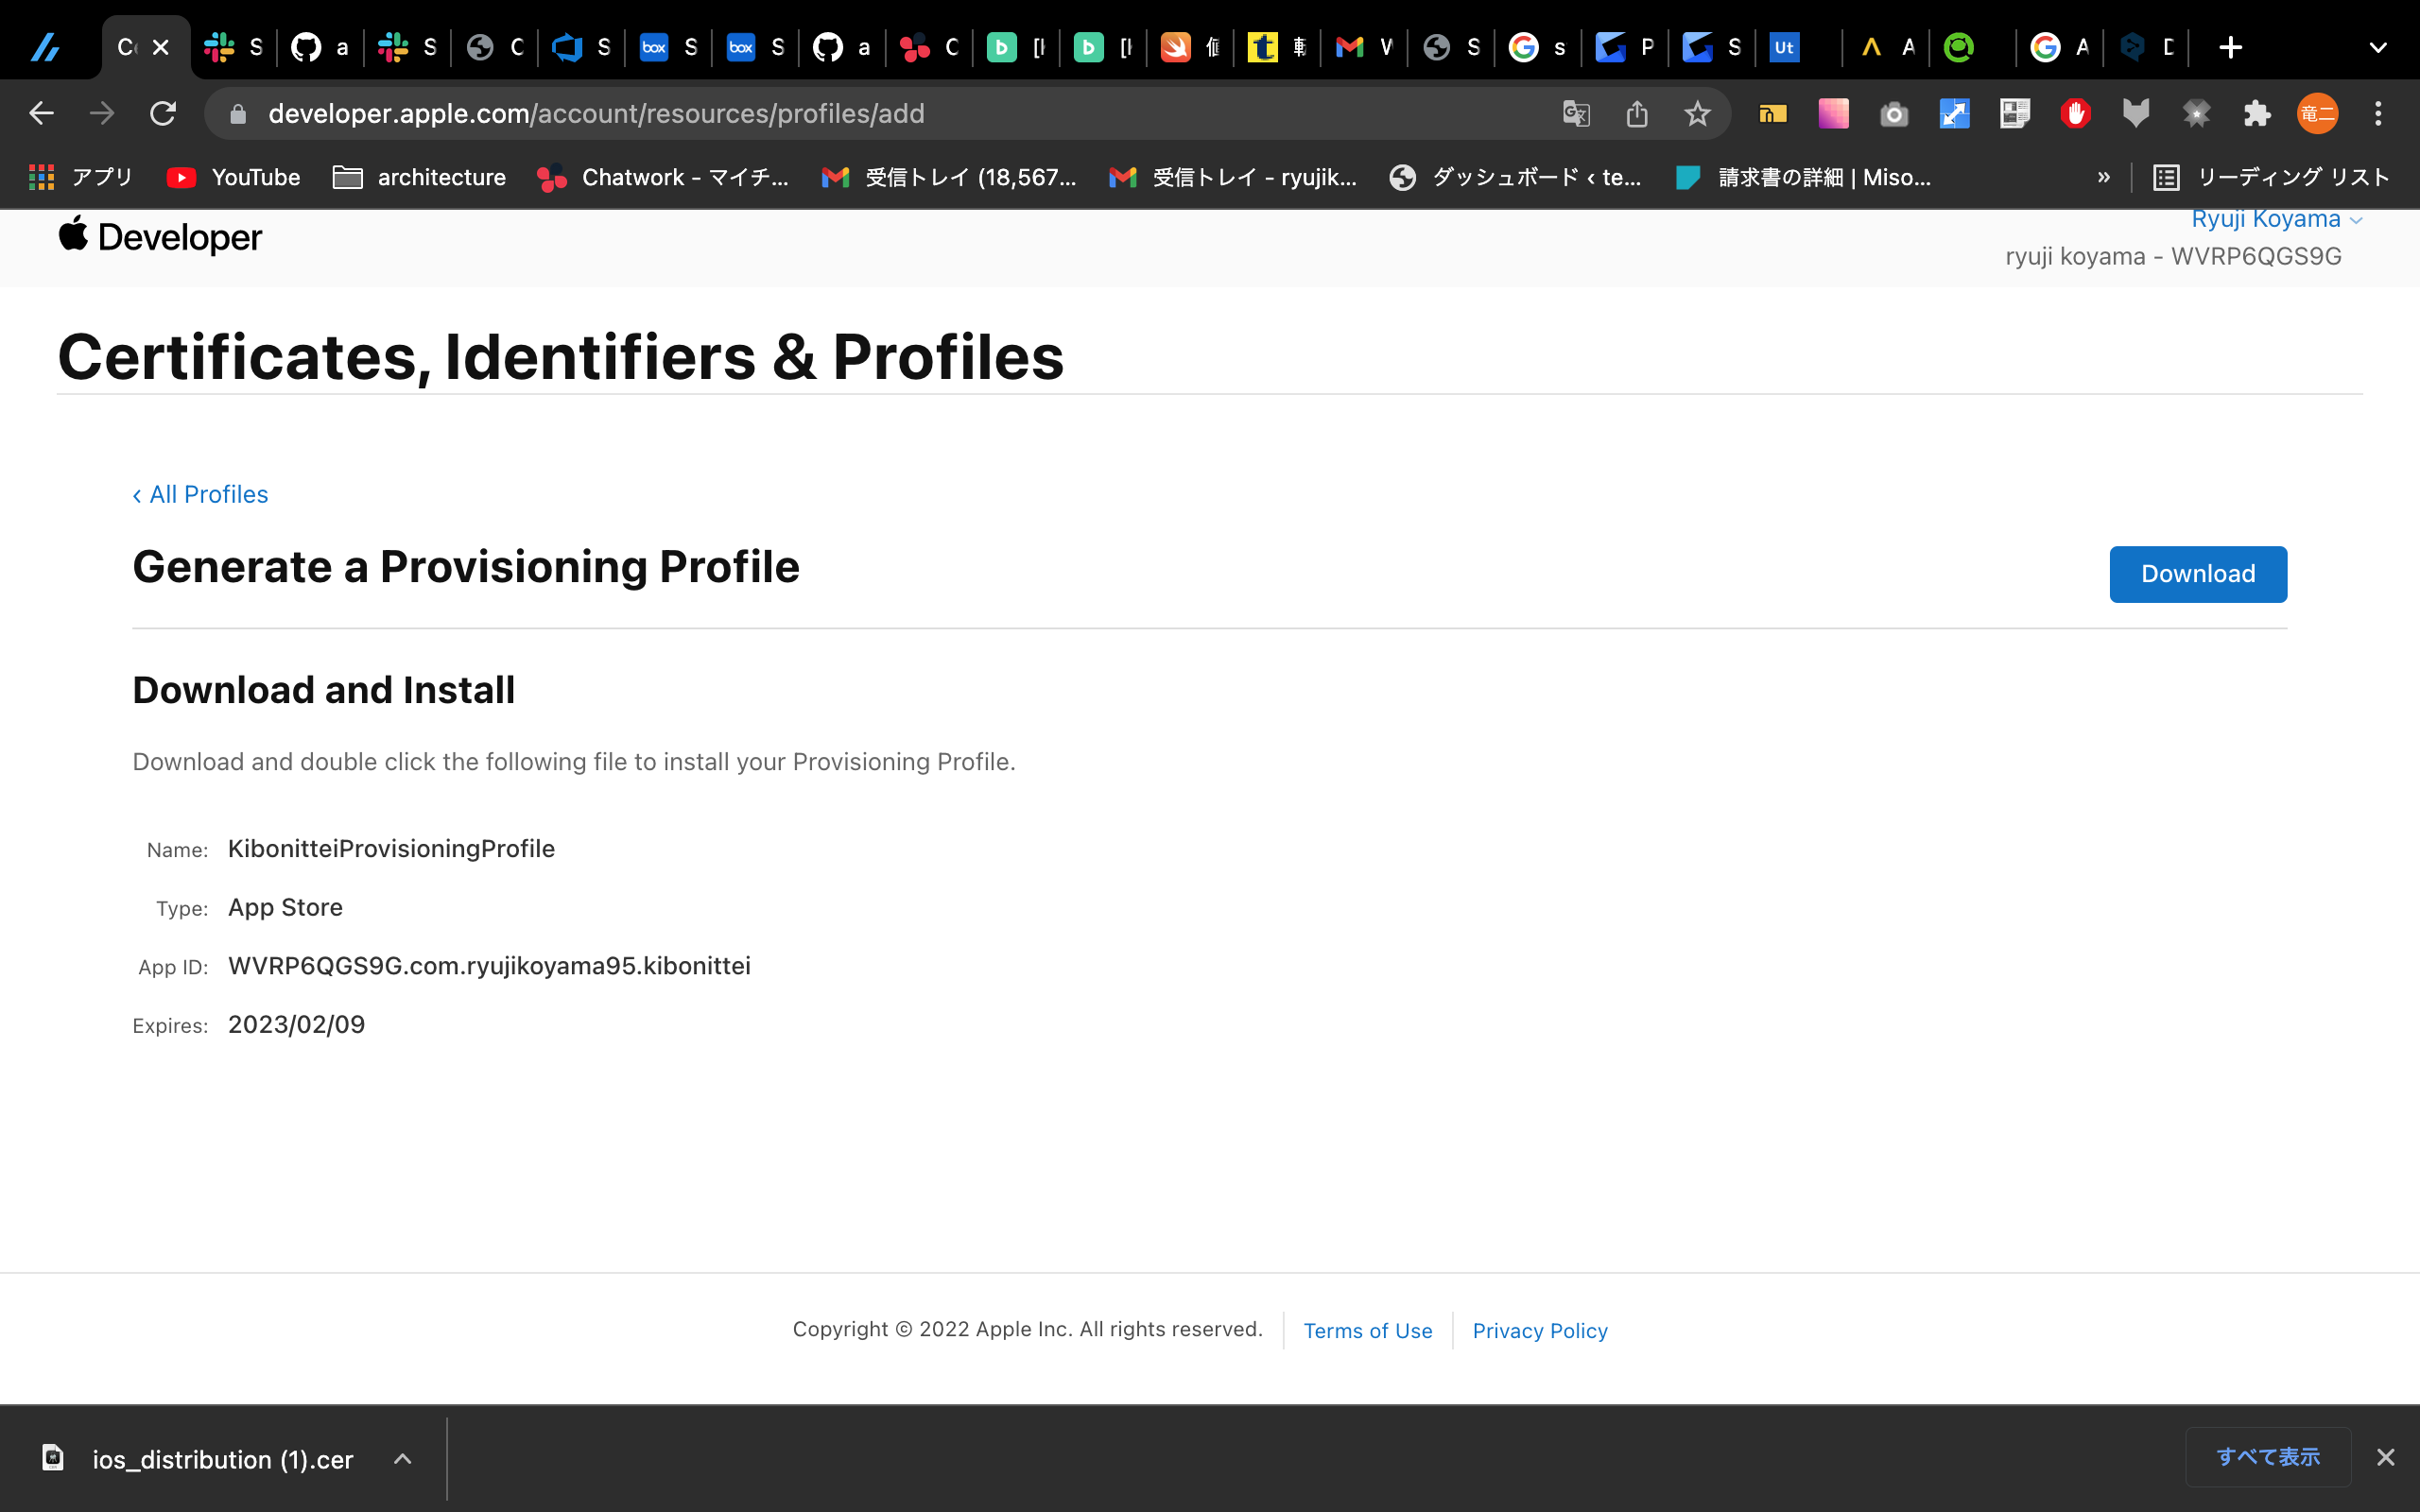 C
S
a
S
C
S
S
S
a
C
[
[
値
転
V
S
s
P
S
Ut
A
A
D
developer.apple.com/account/resources/profiles/add
竜二
アプリ
YouTube
architecture
Chatwork - マイチ...
受信トレイ (18,567...
受信トレイ - ryujik...
ダッシュボード ‹ te...
請求書の詳細 | Miso...
»
リーディング リスト
Developer
Ryuji Koyama
ryuji koyama - WVRP6QGS9G
Certificates, Identifiers & Profiles
‹ All Profiles
Generate a Provisioning Profile
Download
Download and Install
Download and double click the following file to install your Provisioning Profile.
Name: KibonitteiProvisioningProfile
Type: App Store
App ID: WVRP6QGS9G.com.ryujikoyama95.kibonittei
Expires: 2023/02/09
Copyright © 2022 Apple Inc. All rights reserved.
Terms of Use
Privacy Policy
ios_distribution (1).cer
すべて表示